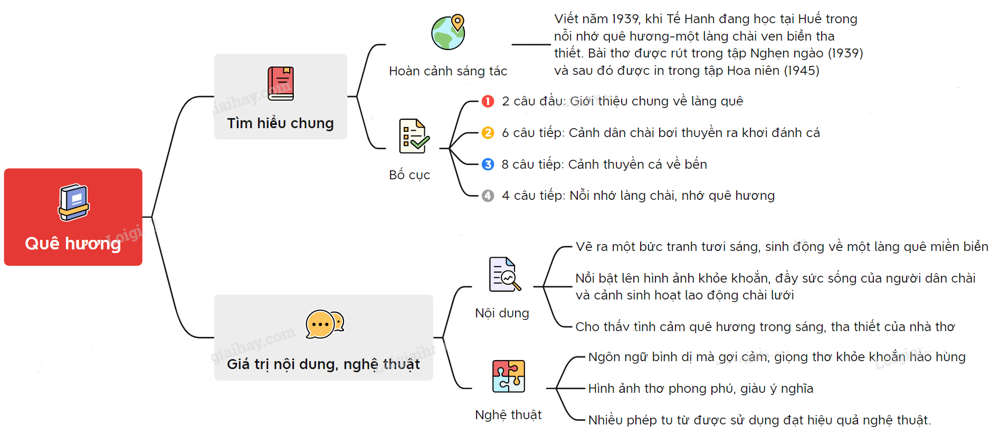 Quê hương
Tìm hiểu chung
Hoàn cảnh sáng tác
Viết năm 1939, khi Tế Hanh đang học tại Huế trong
nỗi nhớ quê hương-một làng chài ven biển tha
thiết. Bài thơ được rút trong tập Nghẹn ngào (1939)
và sau đó được in trong tập Hoa niên (1945)
Bố cục
1 2 câu đầu: Giới thiệu chung về làng quê
2 6 câu tiếp: Cảnh dân chài bơi thuyền ra khơi đánh cá
3 8 câu tiếp: Cảnh thuyền cá về bến
4 4 câu tiếp: Nỗi nhớ làng chài, nhớ quê hương
Giá trị nội dung, nghệ thuật
Nội dung
Vẽ ra một bức tranh tươi sáng, sinh động về một làng quê miền biển
Nổi bật lên hình ảnh khỏe khoắn, đầy sức sống của người dân chài
và cảnh sinh hoạt lao động chài lưới
Cho thấy tình cảm quê hương trong sáng, tha thiết của nhà thơ
Nghệ thuật
Ngôn ngữ bình dị mà gợi cảm, giọng thơ khỏe khoắn hào hùng
Hình ảnh thơ phong phú, giàu ý nghĩa
Nhiều phép tu từ được sử dụng đạt hiệu quả nghệ thuật.
giaihay.com
giaihay.com